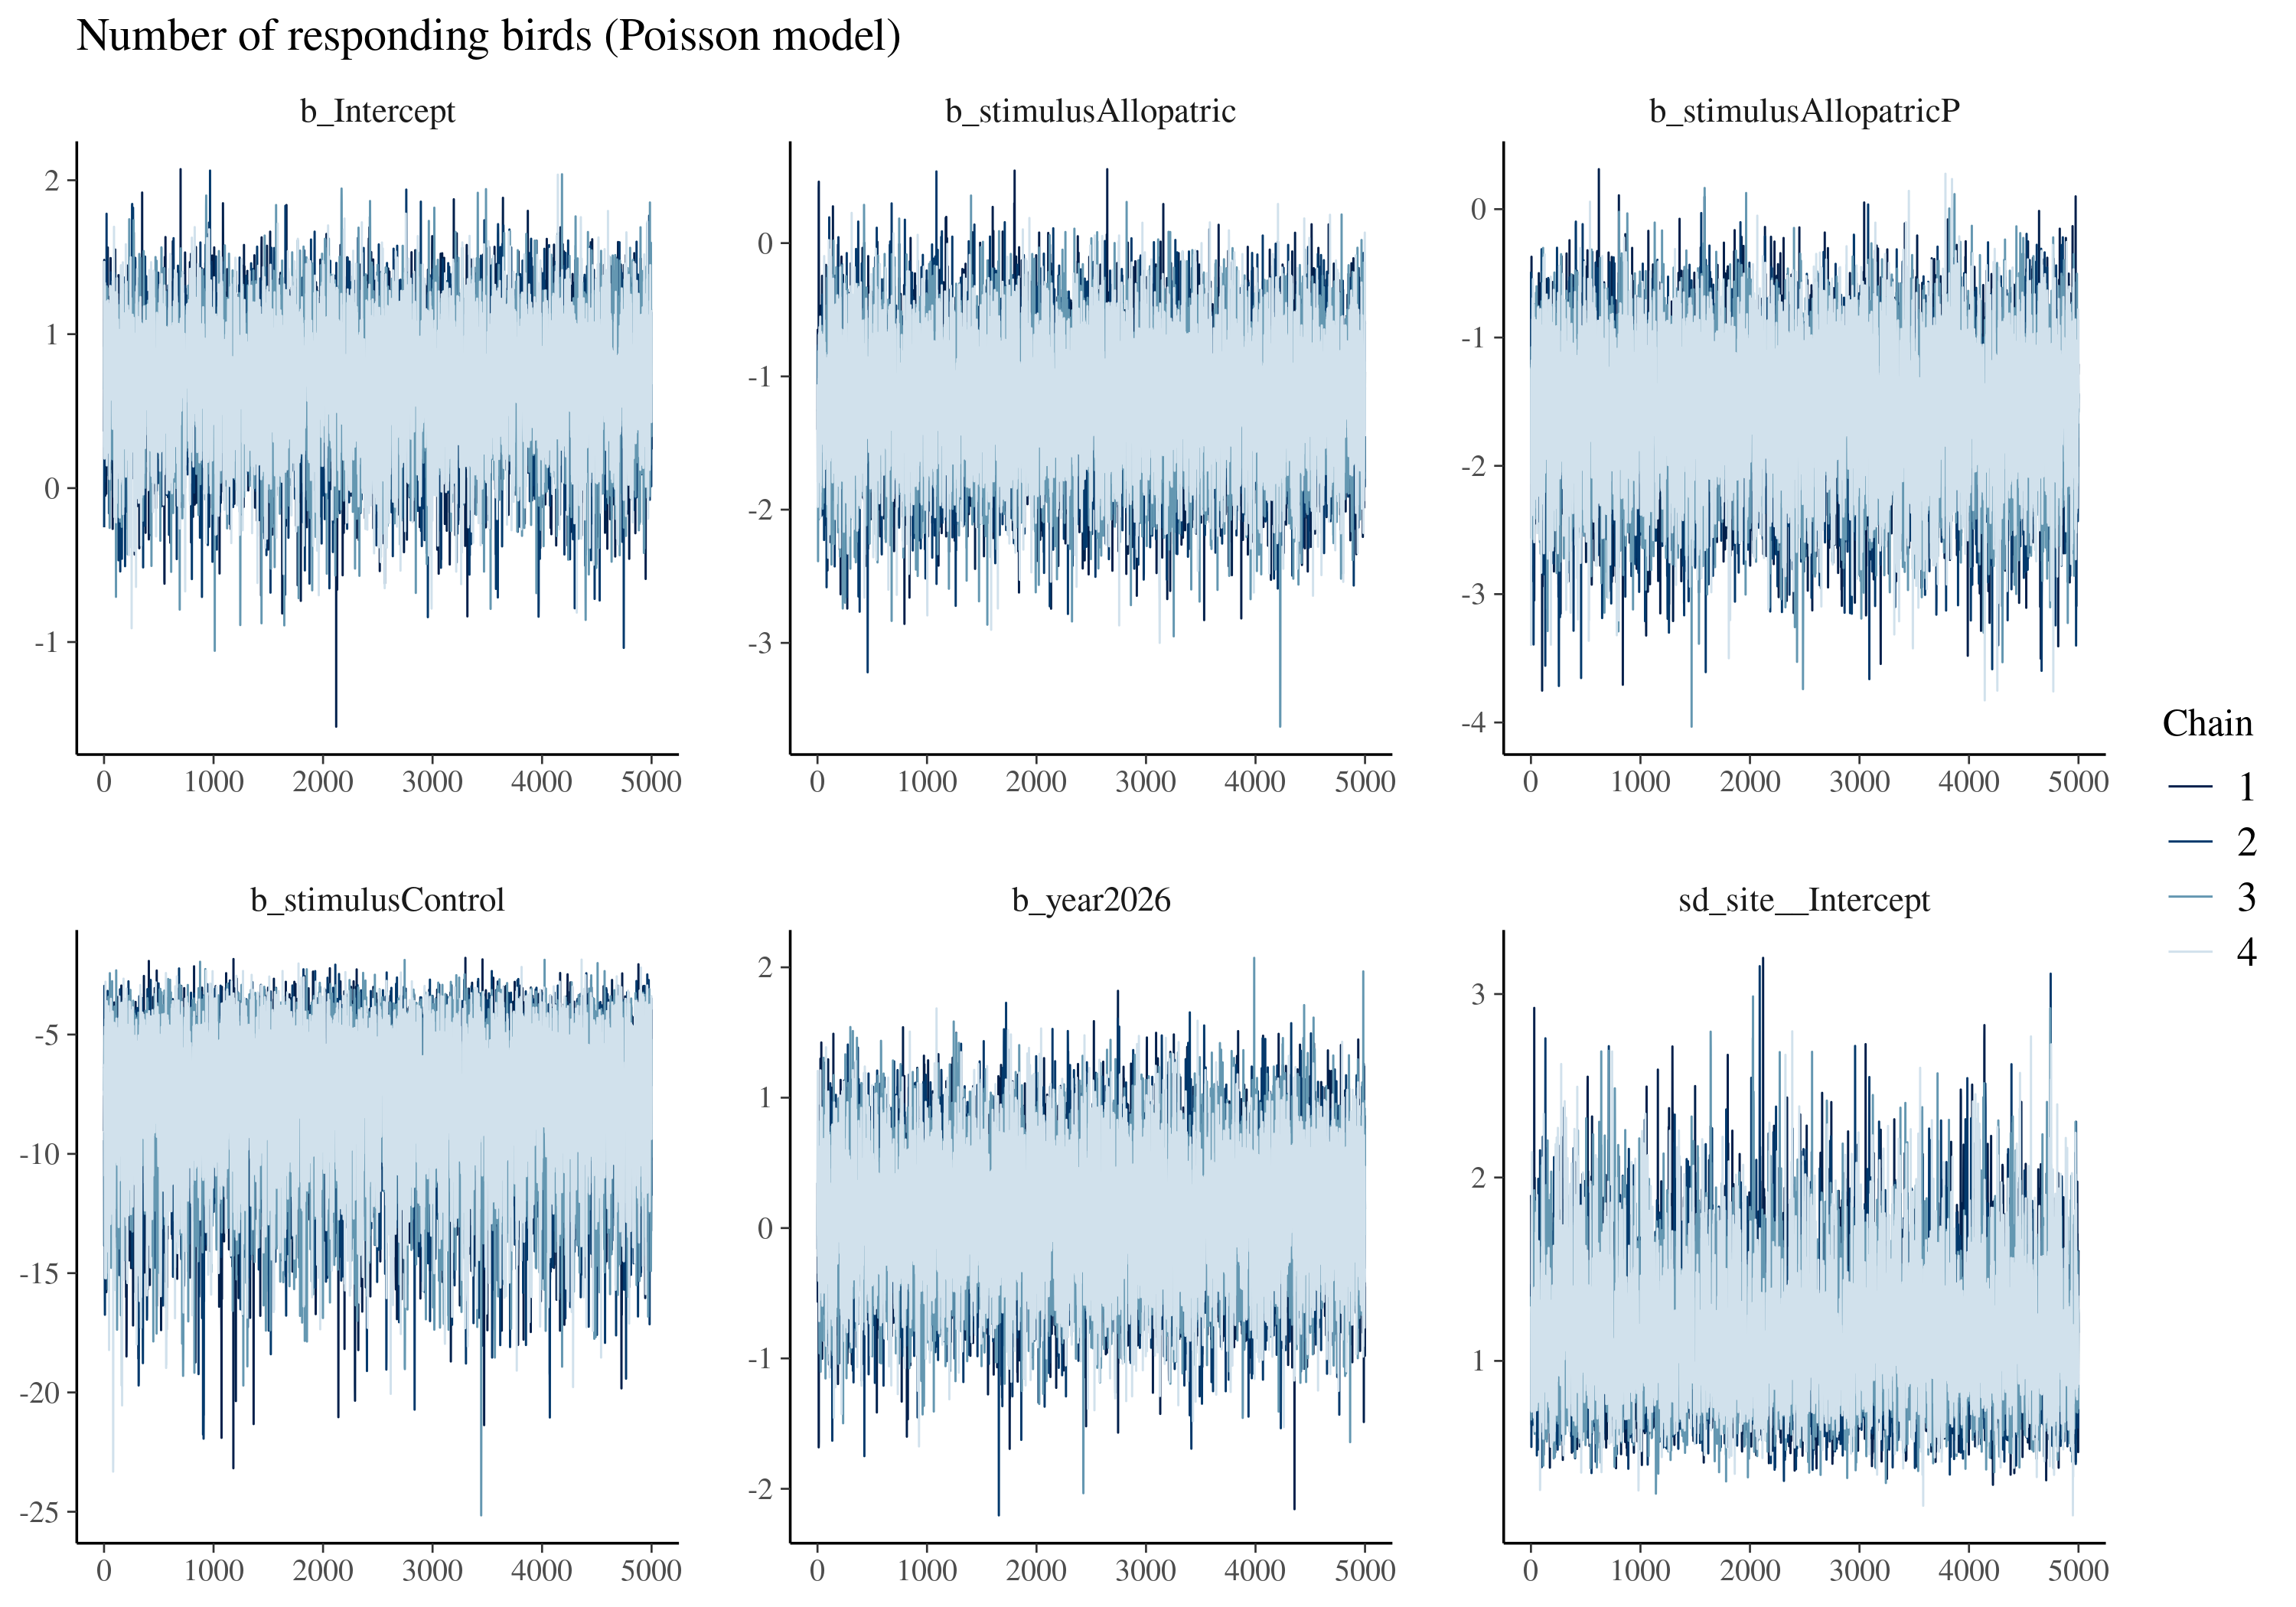 Number of responding birds (Poisson model)
b_Intercept
b_stimulusAllopatric
b_stimulusAllopatricP
2
1
0
-1
0
-1
-2
-3
0
-1
-2
-3
-4
0 1000 2000 3000 4000 5000
0 1000 2000 3000 4000 5000
0 1000 2000 3000 4000 5000
b_stimulusControl
b_year2026
sd_site__Intercept
-5
-10
-15
-20
-25
2
1
0
-1
-2
3
2
1
0 1000 2000 3000 4000 5000
0 1000 2000 3000 4000 5000
0 1000 2000 3000 4000 5000
Chain
1
2
3
4